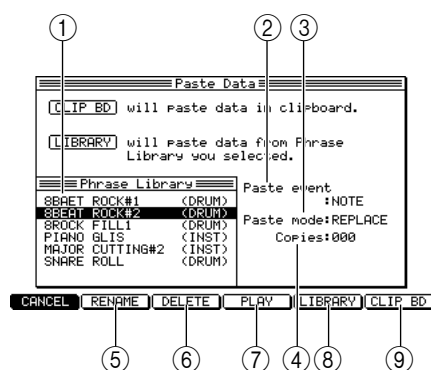 ① ② ③
Paste Data
CLIP BD will paste data in clipboard.
LIBRARY will paste data from Phrase
Library you selected.
Phrase Library
8BAET ROCK#1 (DRUM)
8BEAT ROCK#2 (DRUM)
8ROCK FILL1 (DRUM)
PIANO GLIS (INST)
MAJOR CUTTING#2 (INST)
SNARE ROLL (DRUM)
Paste event
:NOTE
Paste mode:REPLACE
Copies:000
CANCEL RENAME DELETE PLAY LIBRARY CLIP BD
⑤ ⑥ ⑦ ④ ⑧ ⑨